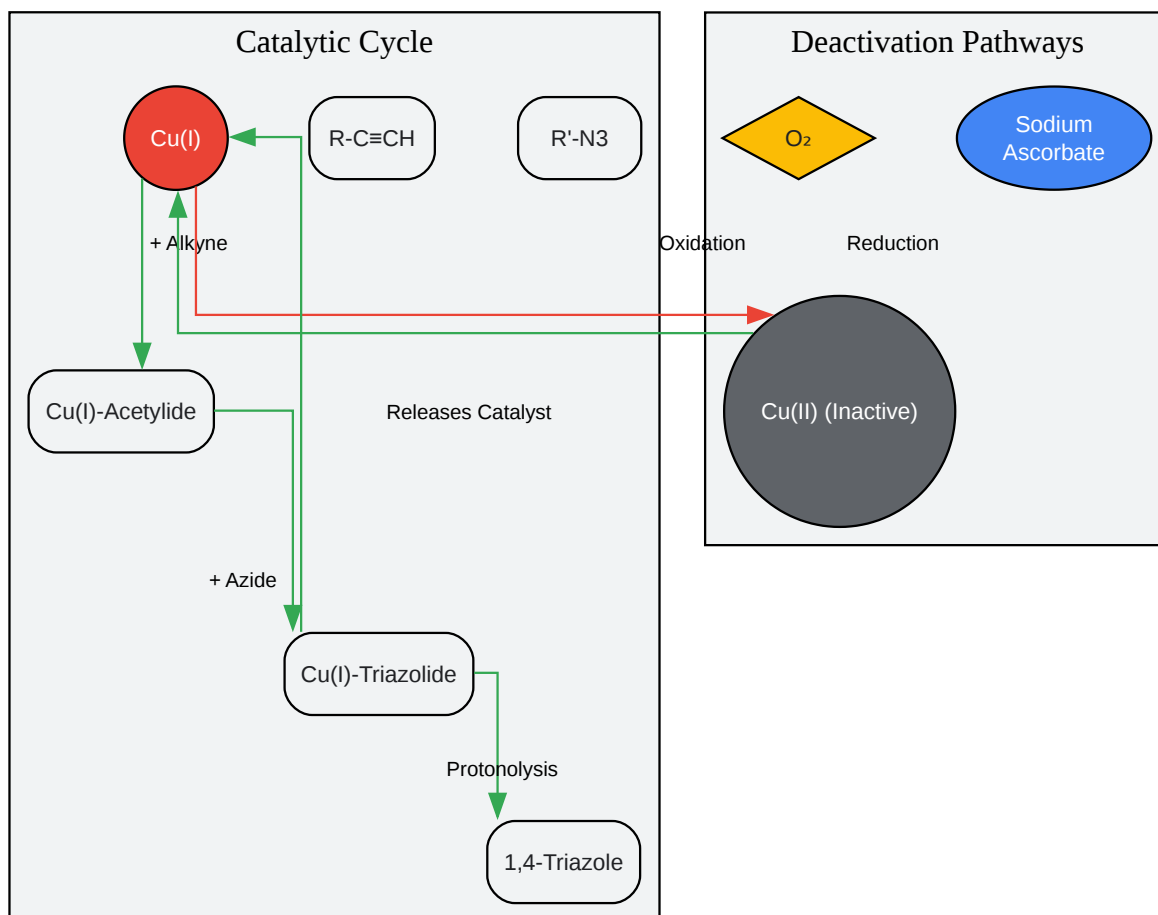 Catalytic Cycle
Deactivation Pathways
Cu(I)
R-C≡CH
R'-N3
O₂
Sodium
Ascorbate
+ Alkyne
Oxidation
Reduction
Cu(I)-Acetylide
Releases Catalyst
Cu(II) (Inactive)
+ Azide
Cu(I)-Triazolide
Protonolysis
1,4-Triazole